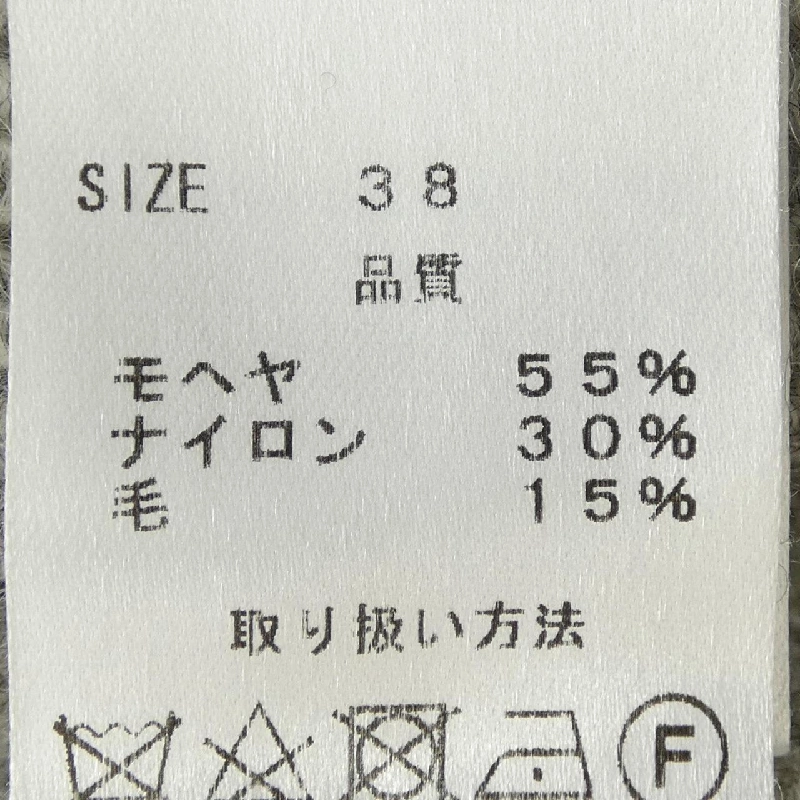 SIZE 38
品質
モヘヤ 55%
ナイロン 30%
毛 15%
取り扱い方法
F